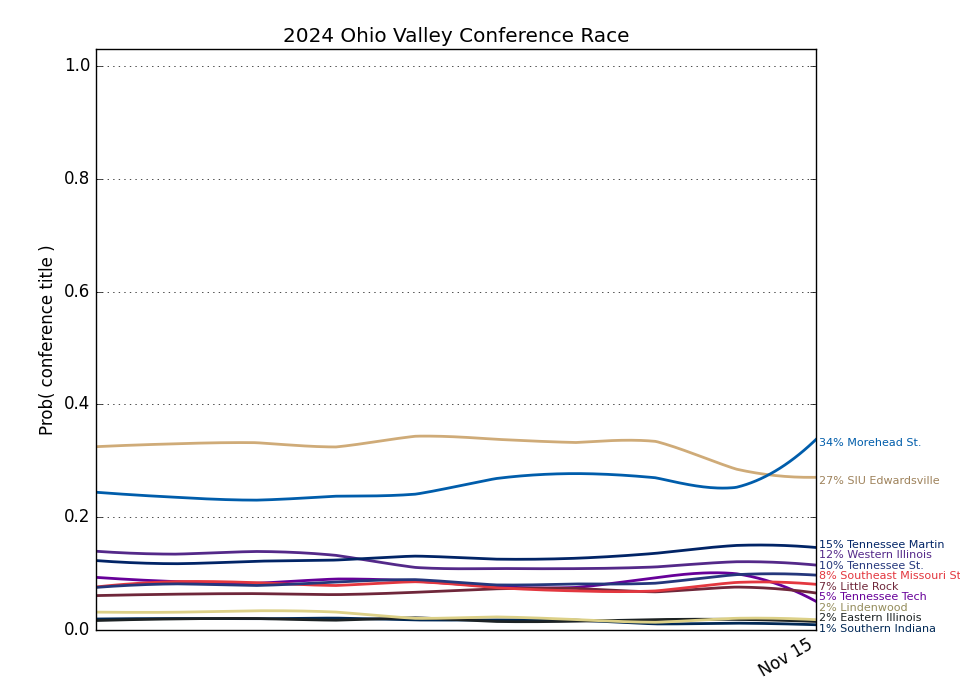 2024 Ohio Valley Conference Race
Prob( conference title )
1.0
0.8
0.6
0.4
0.2
0.0
34% Morehead St.
27% SIU Edwardsville
15% Tennessee Martin
12% Western Illinois
10% Tennessee St.
8% Southeast Missouri St
7% Little Rock
5% Tennessee Tech
2% Lindenwood
2% Eastern Illinois
1% Southern Indiana
Nov 15